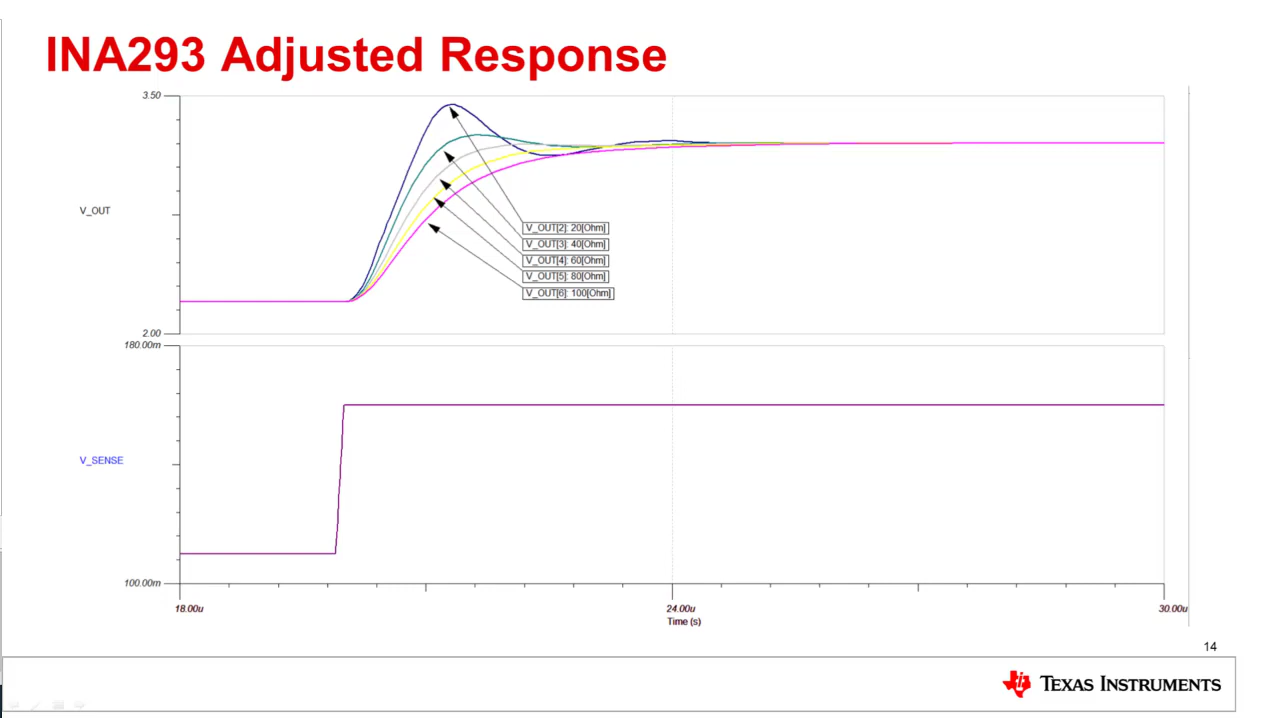 INA293 Adjusted Response
3.50
V_OUT
V_OUT[2]: 20[Ohm]
V_OUT[3]: 40[Ohm]
V_OUT[4]: 60[Ohm]
V_OUT[5]: 80[Ohm]
V_OUT[6]: 100[Ohm]
2.00
180.00m
V_SENSE
100.00m
18.00u
24.00u
30.00u
Time (s)
14
TEXAS INSTRUMENTS